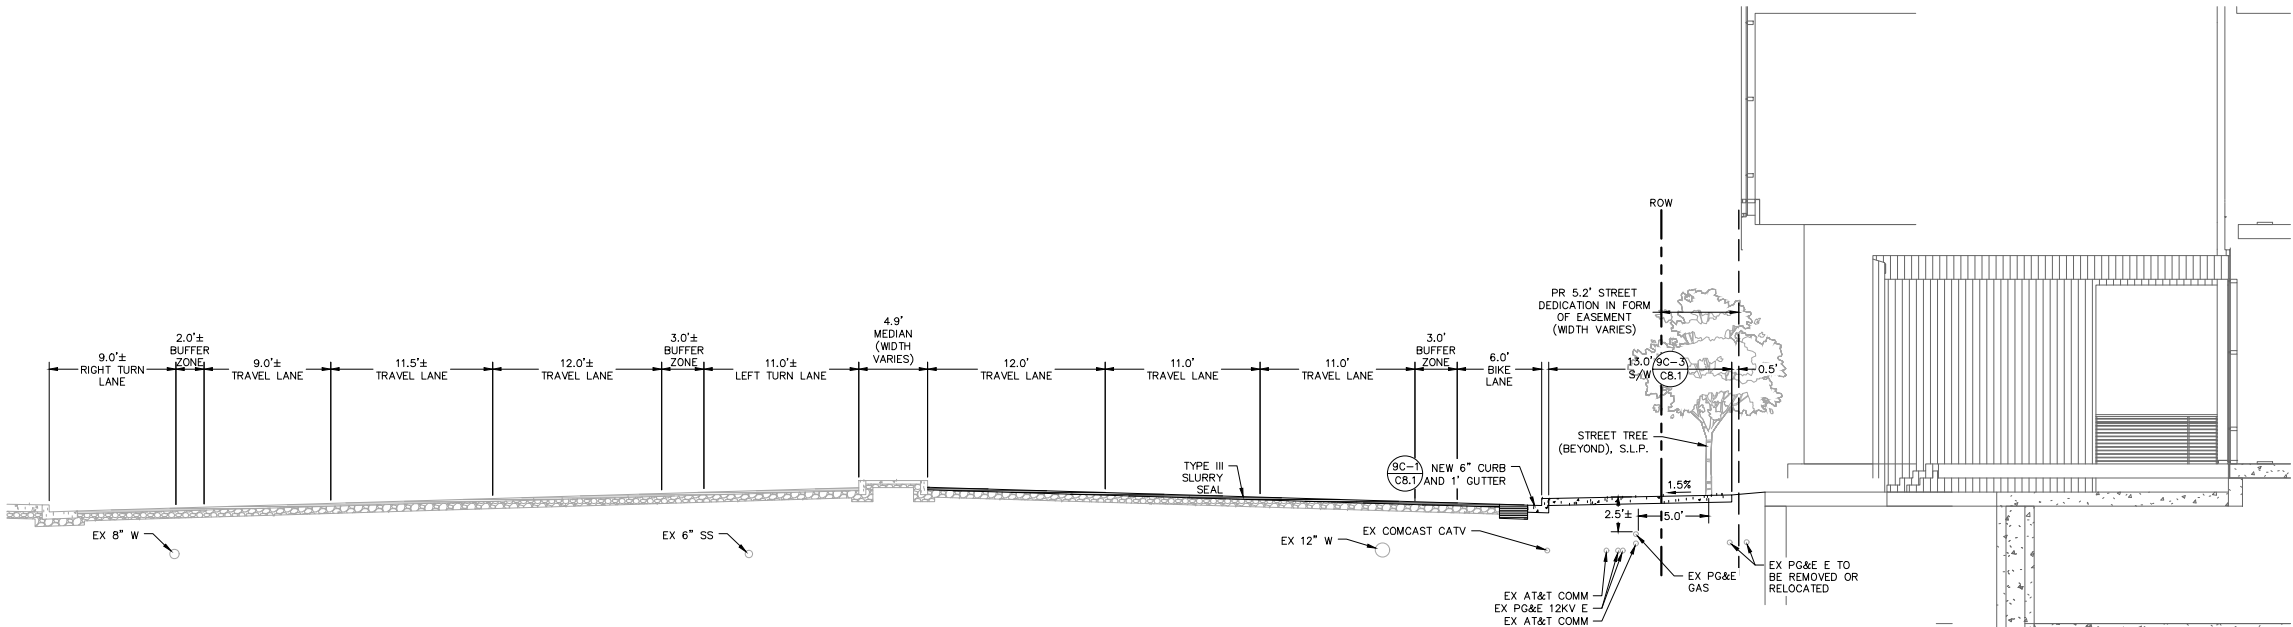 ROW
PR 5.2' STREET
DEDICATION IN FORM
OF EASEMENT
(WIDTH VARIES)
9.0'±
RIGHT TURN
LANE
2.0'±
BUFFER
ZONE
9.0'±
TRAVEL LANE
11.5'±
TRAVEL LANE
12.0'±
TRAVEL LANE
3.0'±
BUFFER
ZONE
11.0'
LEFT TURN LANE
4.9'
MEDIAN
(WIDTH
VARIES)
12.0'
TRAVEL LANE
11.0'
TRAVEL LANE
11.0'
TRAVEL LANE
3.0'
BUFFER
ZONE
6.0'
BIKE
LANE
13.0'
S/W
9C-3
C8.1
0.5'
STREET TREE
(BEYOND), S.L.P.
TYPE III
SLURRY
SEAL
9C-1
C8.1
NEW 6" CURB
AND 1' GUTTER
1.5%
2.5'±
5.0'
EX 8" W
EX 6" SS
EX 12" W
EX COMCAST CATV
EX AT&T COMM
EX PG&E 12KV E
EX AT&T COMM
EX PG&E
GAS
EX PG&E E TO
BE REMOVED OR
RELOCATED